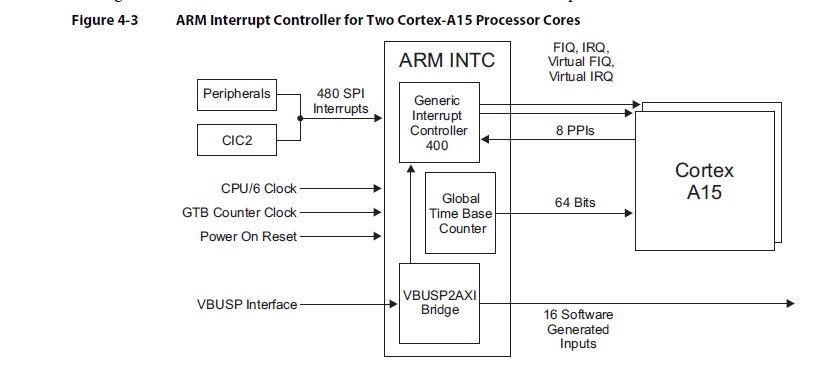 Figure 4-3 ARM Interrupt Controller for Two Cortex-A15 Processor Cores
ARM INTC
FIQ, IRQ,
Virtual FIQ,
Virtual IRQ
Peripherals
480 SPI
Interrupts
CIC2
Generic
Interrupt
Controller
400
8 PPIs
Cortex
A15
CPU/6 Clock
GTB Counter Clock
Power On Reset
Global
Time Base
Counter
64 Bits
VBUSP Interface
VBUSP2AXI
Bridge
16 Software
Generated
Inputs